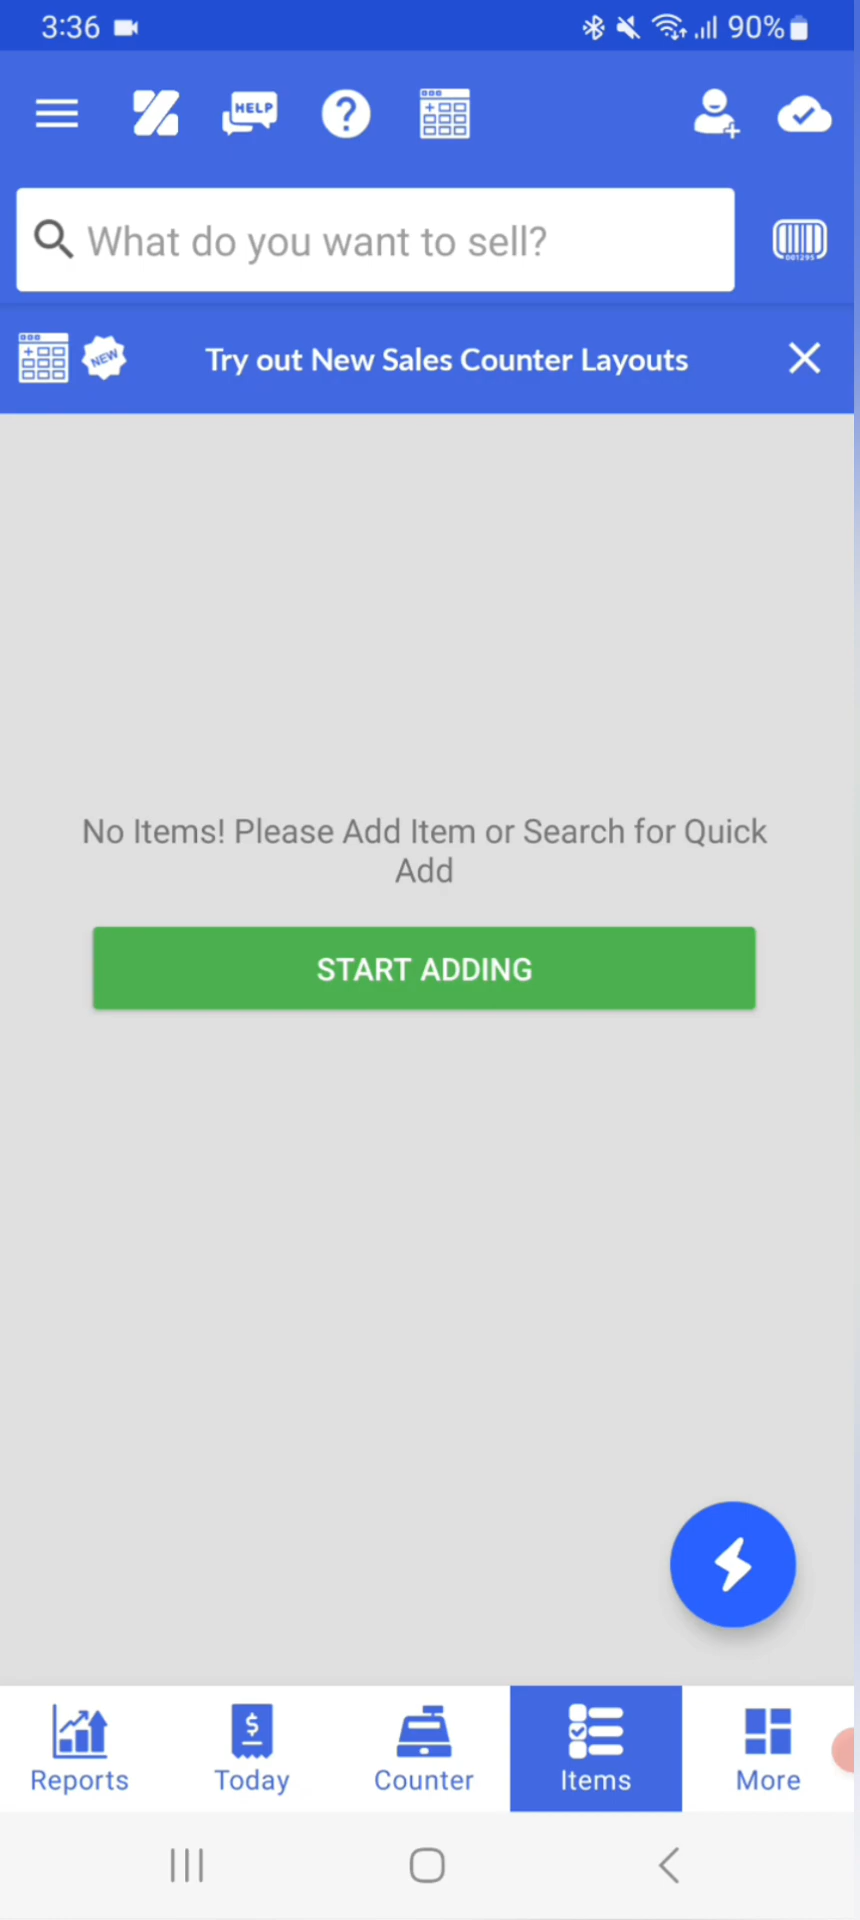 3:36
90%
HELP
What do you want to sell?
001295
NEW
Try out New Sales Counter Layouts
No Items! Please Add Item or Search for Quick
Add
START ADDING
Reports
Today
Counter
Items
More